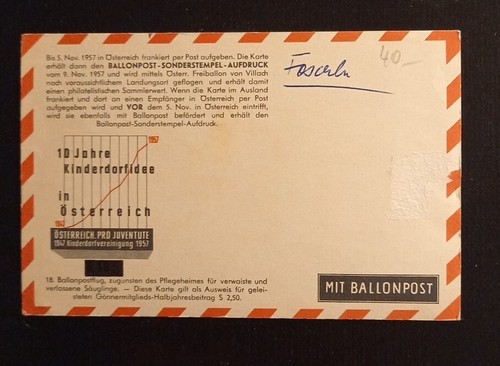 Bis 5. Nov. 1957 in Österreich frankiert per Post aufgeben. Die Karte
erhält dann den BALLONPOST-SONDERSTEMPEL-AUFDRUCK
vom 9. Nov. 1957 und wird mittels Österr. Freiballon von Villach
nach voraussichtlichem Landungsort geflogen und erhält damit
einen philatelistischen Sammlerwert. Wenn die Karte im Ausland
frankiert und dort an einen Empfänger in Österreich per Post
aufgegeben wird und VOR dem 5. Nov. in Österreich eintrifft,
wird sie ebenfalls mit Ballonpost befördert und erhält den
Ballonpost-Sonderstempel-Aufdruck.
40.-
1957
10 Jahre
Kinderdorfidee
in
Österreich
1947
ÖSTERREICH PRO JUVENTUTE
1947 Kinderdorfvereinigung 1957
18. Ballonpostflug, zugunsten des Pflegeheimes für verwaiste und
verlassene Säuglinge. — Diese Karte gilt als Ausweis für gelei-
steten Gönnermitglieds-Halbjahresbeitrag S 2,50.
MIT BALLONPOST